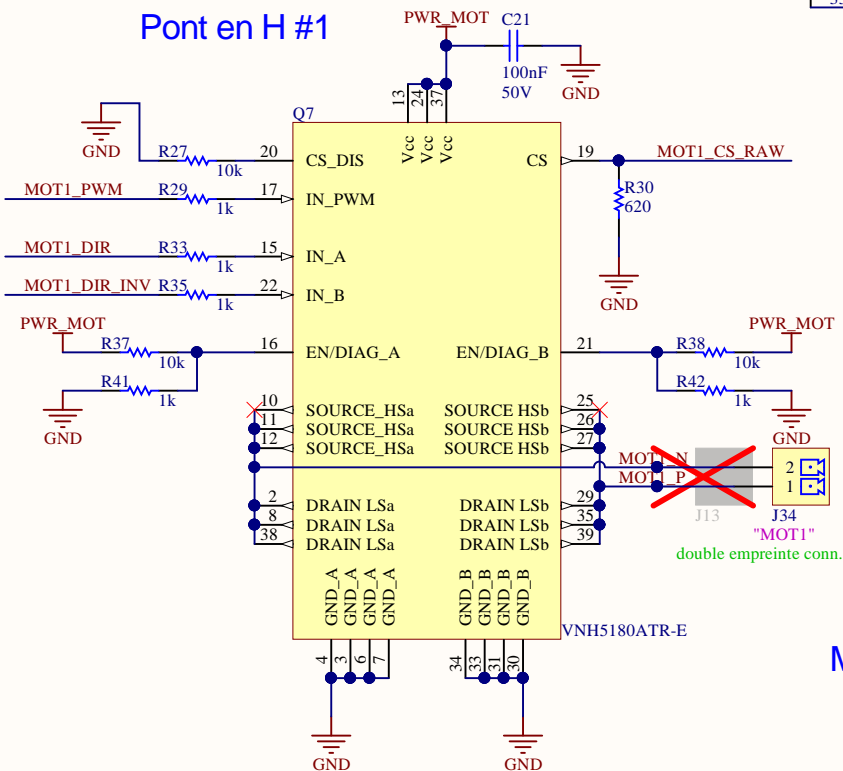 Pont en H #1
PWR_MOT
C21
100nF
50V
GND
Q7
13
24
37
Vcc
Vcc
Vcc
GND
R27
10k
20
CS_DIS
CS
19
MOT1_CS_RAW
MOT1_PWM
R29
1k
17
IN_PWM
R30
620
GND
MOT1_DIR
R33
1k
15
IN_A
MOT1_DIR_INV
R35
1k
22
IN_B
PWR_MOT
R37
10k
16
EN/DIAG_A
EN/DIAG_B
21
R38
10k
PWR_MOT
R41
1k
GND
R42
1k
GND
10
SOURCE_HSa
SOURCE HSb
25
11
SOURCE_HSa
SOURCE HSb
26
12
SOURCE_HSa
SOURCE HSb
27
MOT1_N
2
MOT1_P
1
J13
J34
"MOT1"
double empreinte conn.
2
DRAIN LSa
DRAIN LSb
29
8
DRAIN LSa
DRAIN LSb
35
38
DRAIN LSa
DRAIN LSb
39
GND_A
GND_A
GND_A
GND_A
GND_B
GND_B
GND_B
GND_B
VNH5180ATR-E
4
3
6
7
34
33
31
30
GND
GND
M